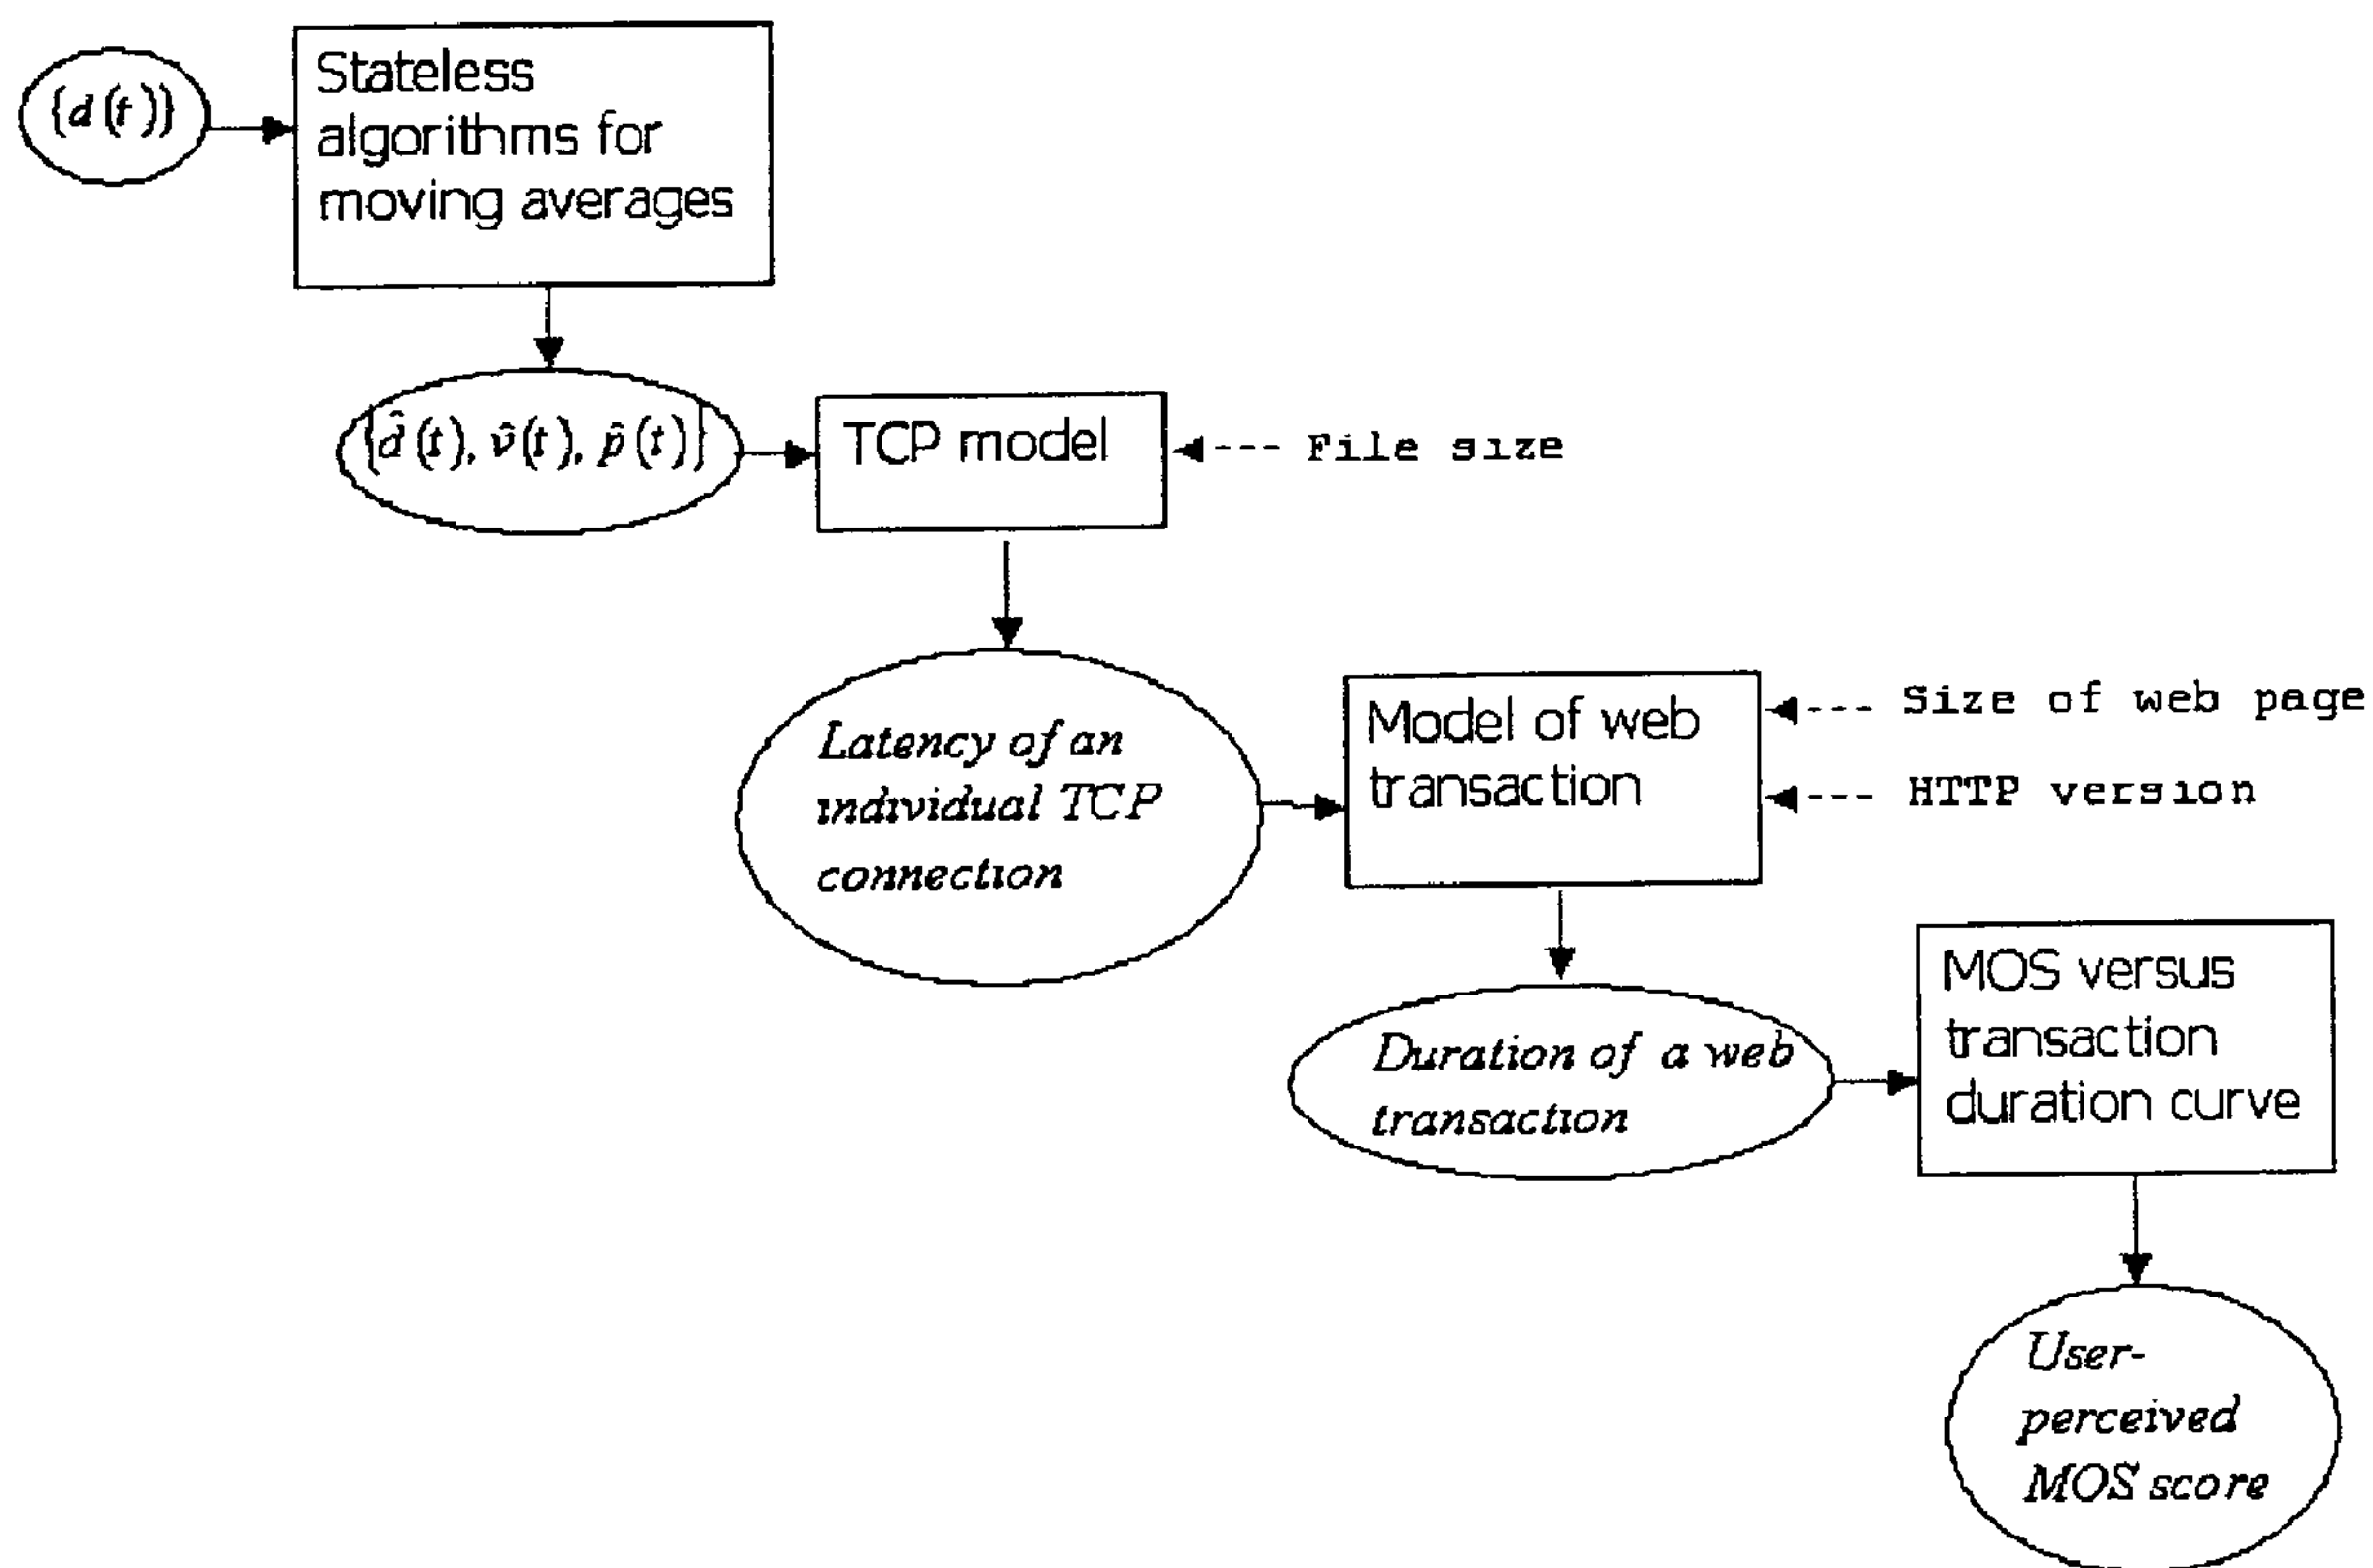 {d(t)}
Stateless
algorithms for
moving averages
{d̂(t), v̂(t), p̂(t)}
TCP model
File size
Latency of an
individual TCP
connection
Model of web
transaction
Size of web page
HTTP version
Duration of a web
transaction
MOS versus
transaction
duration curve
User-
perceived
MOS score